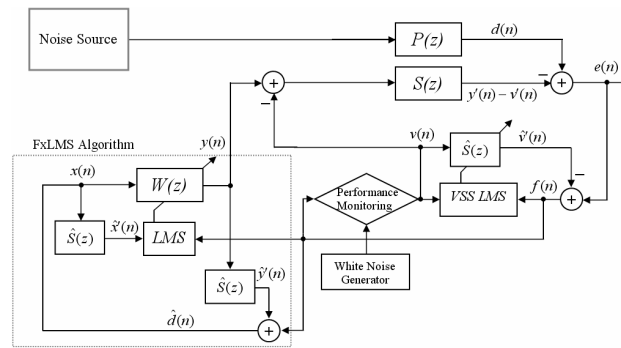 Noise Source
P(z)
d(n)
e(n)
S(z)
y′(n) − v′(n)
FxLMS Algorithm
y(n)
v(n)
Ŝ(z)
v̂′(n)
x(n)
W(z)
Performance
Monitoring
VSS LMS
f(n)
Ŝ(z)
x̂′(n)
LMS
White Noise
Generator
Ŝ(z)
ŷ′(n)
d̂(n)